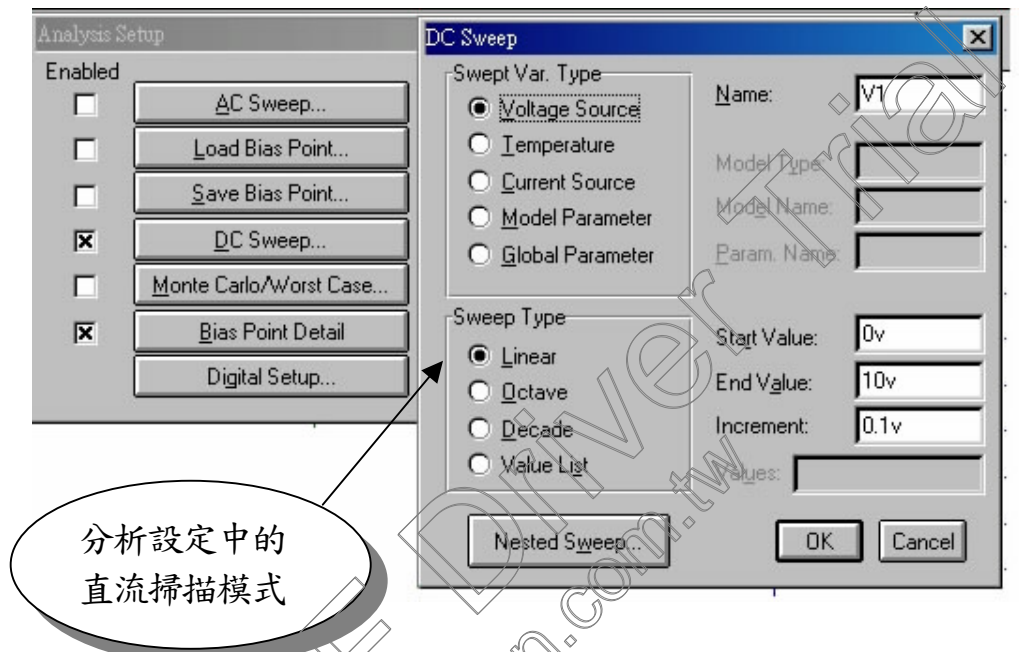 Analysis Setup
Enabled
AC Sweep...
Load Bias Point...
Save Bias Point...
DC Sweep...
Monte Carlo/Worst Case...
Bias Point Detail
Digital Setup...
DC Sweep
Swept Var. Type
Voltage Source
Temperature
Current Source
Model Parameter
Global Parameter
Name: V1
Model Type:
Model Name:
Param. Name:
Sweep Type
Linear
Octave
Decade
Value List
Start Value: 0v
End Value: 10v
Increment: 0.1v
Values:
Nested Sweep...
OK
Cancel
分析設定中的
直流掃描模式
Driver Trial
.com.tw